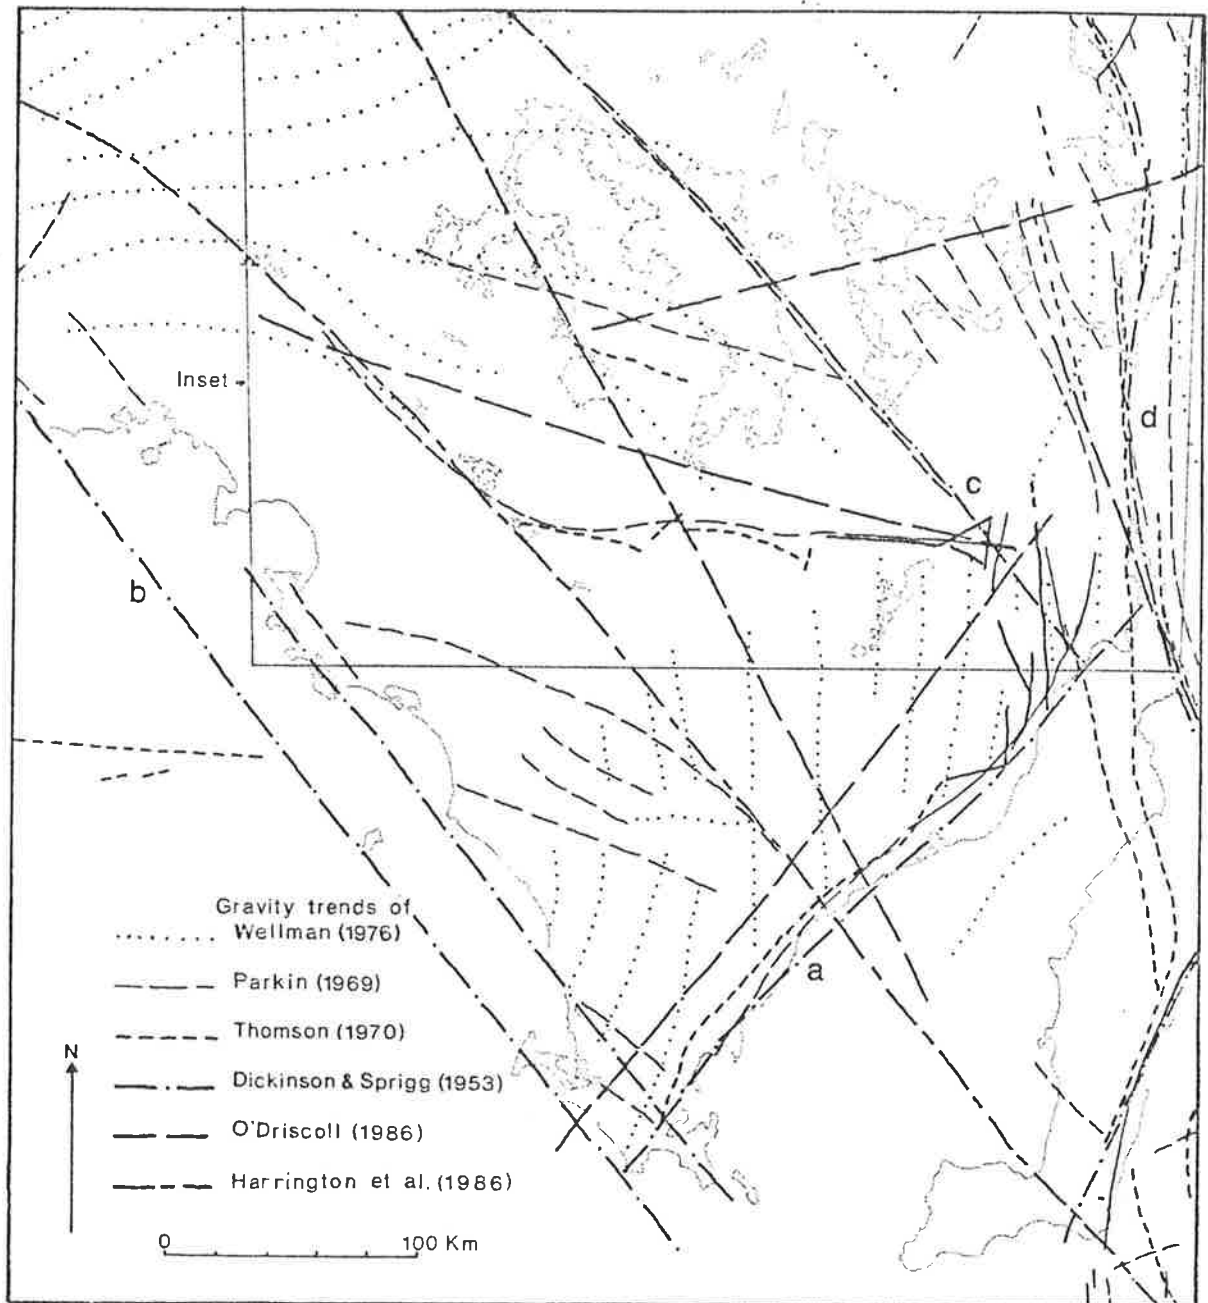 Inset
c
d
b
a
Gravity trends of
Wellman (1976)
Parkin (1969)
Thomson (1970)
Dickinson & Sprigg (1953)
O'Driscoll (1986)
Harrington et al. (1986)
N
0 100 Km